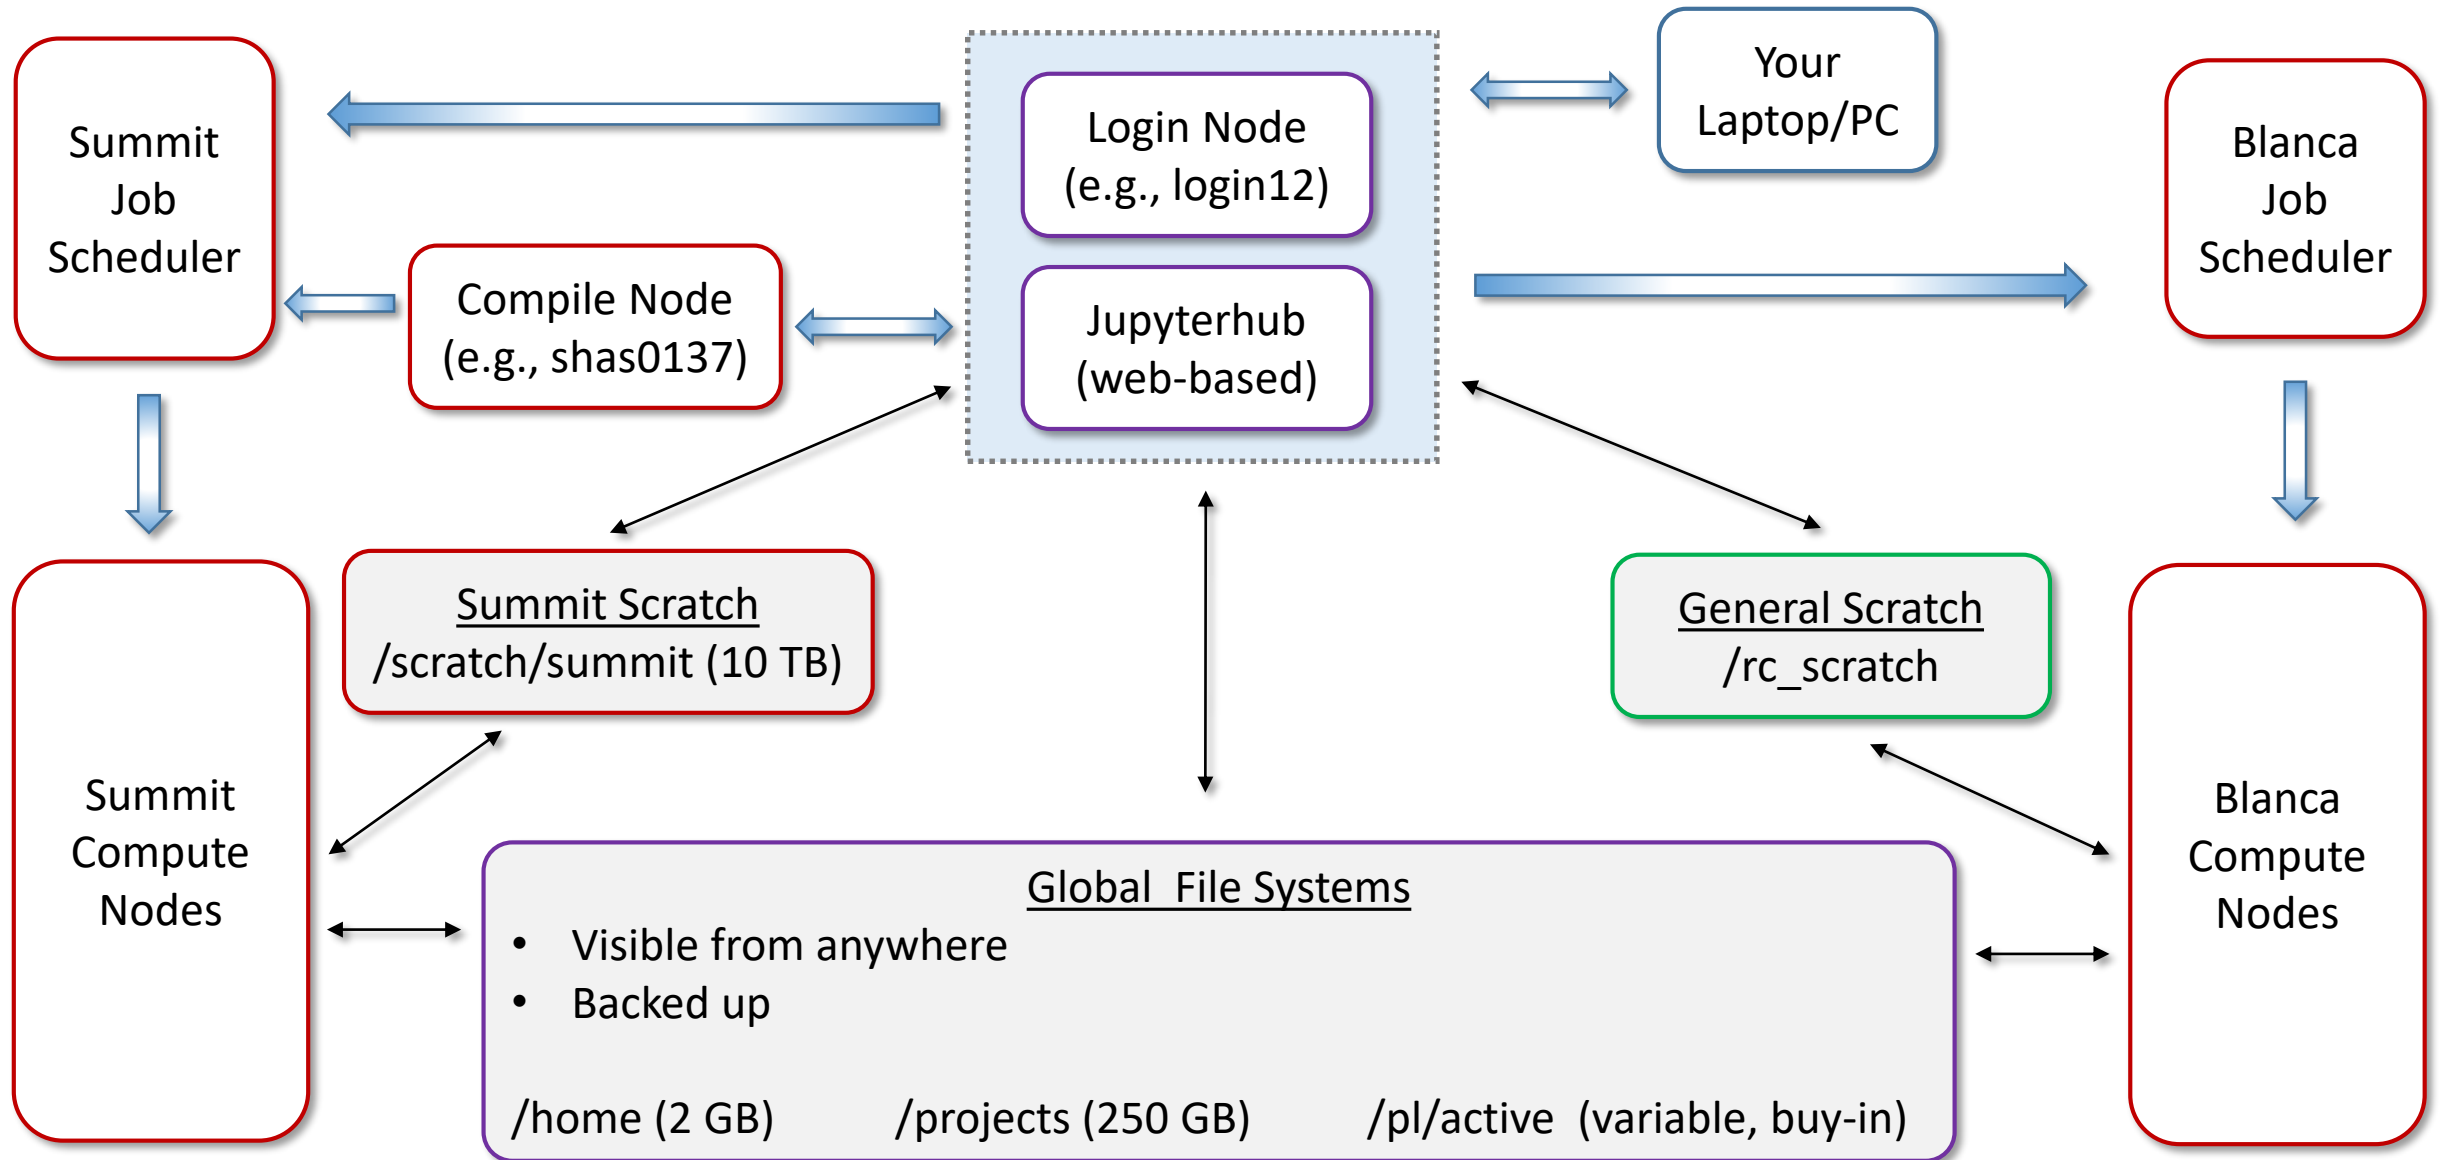 Summit
Job
Scheduler
Compile Node
(e.g., shas0137)
Login Node
(e.g., login12)
Jupyterhub
(web-based)
Your
Laptop/PC
Blanca
Job
Scheduler
Summit Scratch
/scratch/summit (10 TB)
General Scratch
/rc_scratch
Summit
Compute
Nodes
Global  File Systems
• Visible from anywhere
• Backed up
/home (2 GB) /projects (250 GB) /pl/active  (variable, buy-in)
Blanca
Compute
Nodes